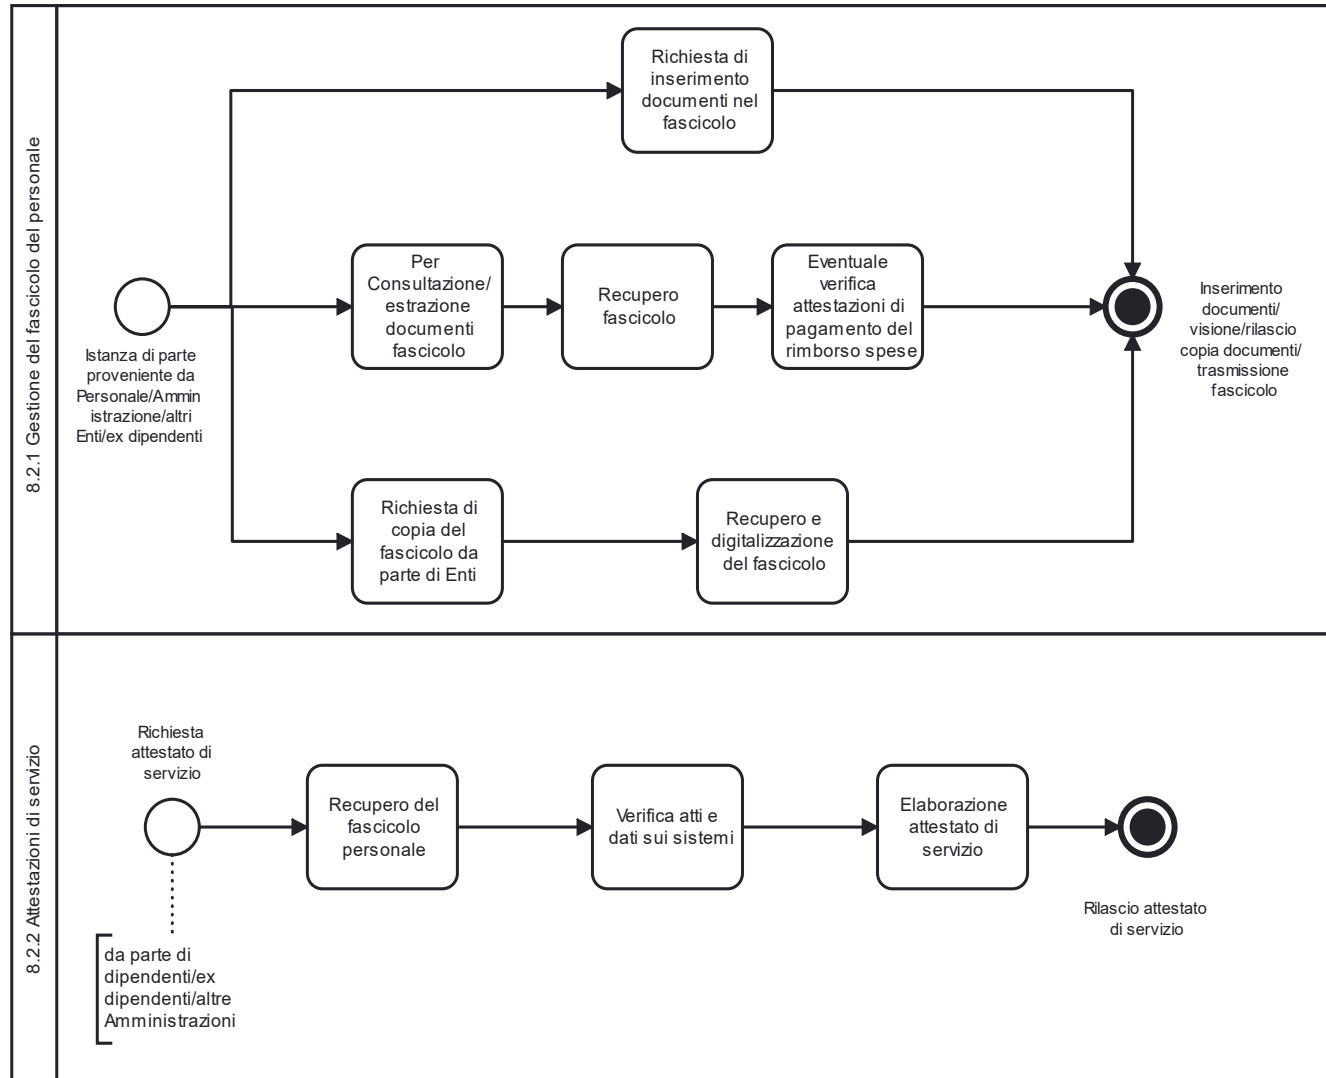 8.2.1 Gestione del fascicolo del personale
Richiesta di
inserimento
documenti nel
fascicolo
Istanza di parte
proveniente da
Personale/Ammin
istrazione/altri
Enti/ex dipendenti
Per
Consultazione/
estrazione
documenti
fascicolo
Recupero
fascicolo
Eventuale
verifica
attestazioni di
pagamento del
rimborso spese
Inserimento
documenti/
visione/rilascio
copia documenti/
trasmissione
fascicolo
Richiesta di
copia del
fascicolo da
parte di Enti
Recupero e
digitalizzazione
del fascicolo
8.2.2 Attestazioni di servizio
Richiesta
attestato di
servizio
Recupero del
fascicolo
personale
Verifica atti e
dati sui sistemi
Elaborazione
attestato di
servizio
Rilascio attestato
di servizio
da parte di
dipendenti/ex
dipendenti/altre
Amministrazioni